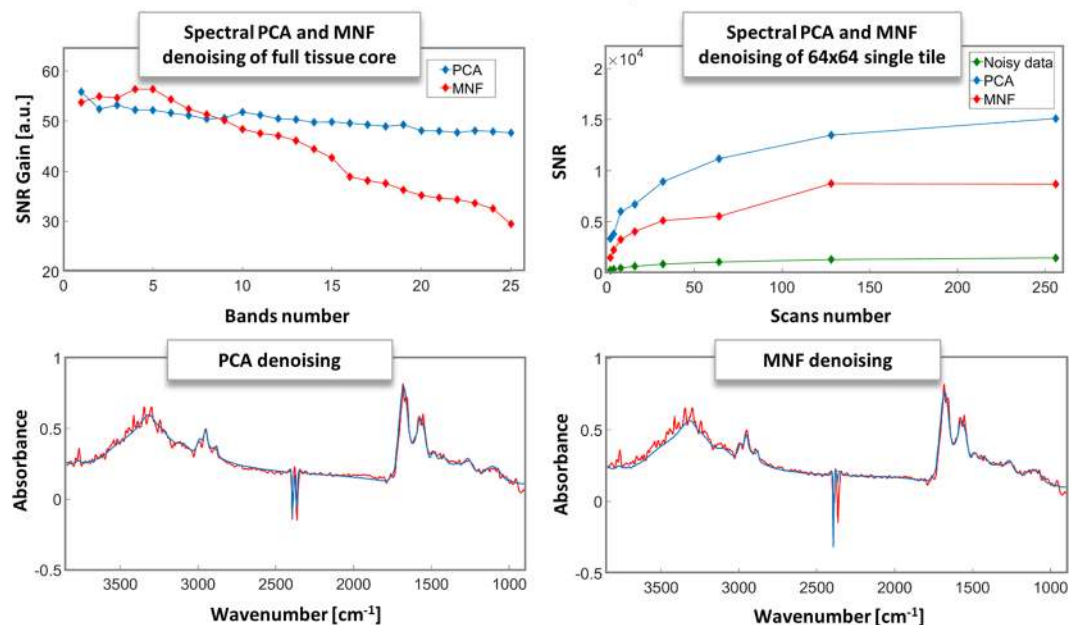 Spectral PCA and MNF
denoising of full tissue core
60
50
40
30
20
0
5
10
15
20
25
SNR Gain [a.u.]
Bands number
PCA
MNF
Spectral PCA and MNF
denoising of 64x64 single tile
×10⁴
2
1.5
1
0.5
0
0
50
100
150
200
250
SNR
Scans number
Noisy data
PCA
MNF
PCA denoising
1
0.5
0
-0.5
3500
3000
2500
2000
1500
1000
Absorbance
Wavenumber [cm⁻¹]
MNF denoising
1
0.5
0
-0.5
3500
3000
2500
2000
1500
1000
Absorbance
Wavenumber [cm⁻¹]